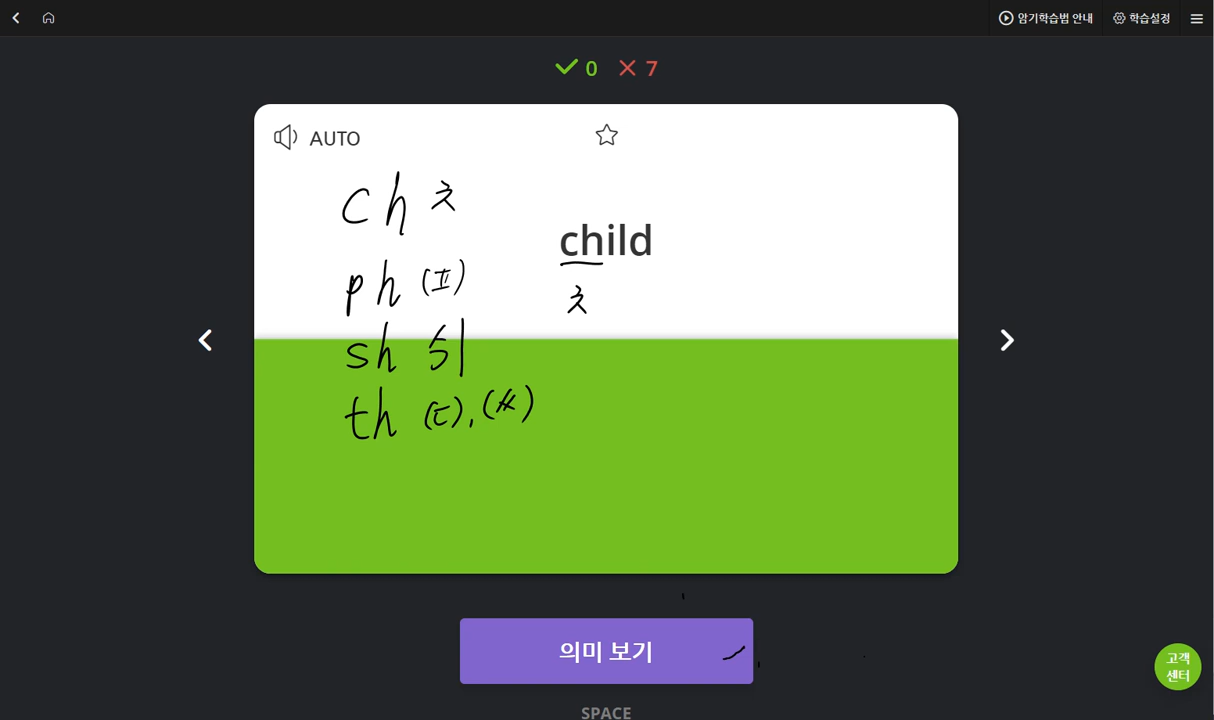 암기학습법 안내 학습설정
0 7
AUTO
ch ㅊ
child
ph (ㅍ)
ㅊ
sh 쉬
th (ㄷ), (ㅆ)
의미 보기
고객
센터
SPACE